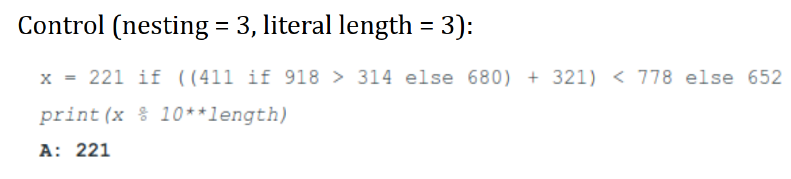 Control (nesting = 3, literal length = 3):
x = 221 if ((411 if 918 > 314 else 680) + 321) < 778 else 652
print(x % 10**length)
A: 221